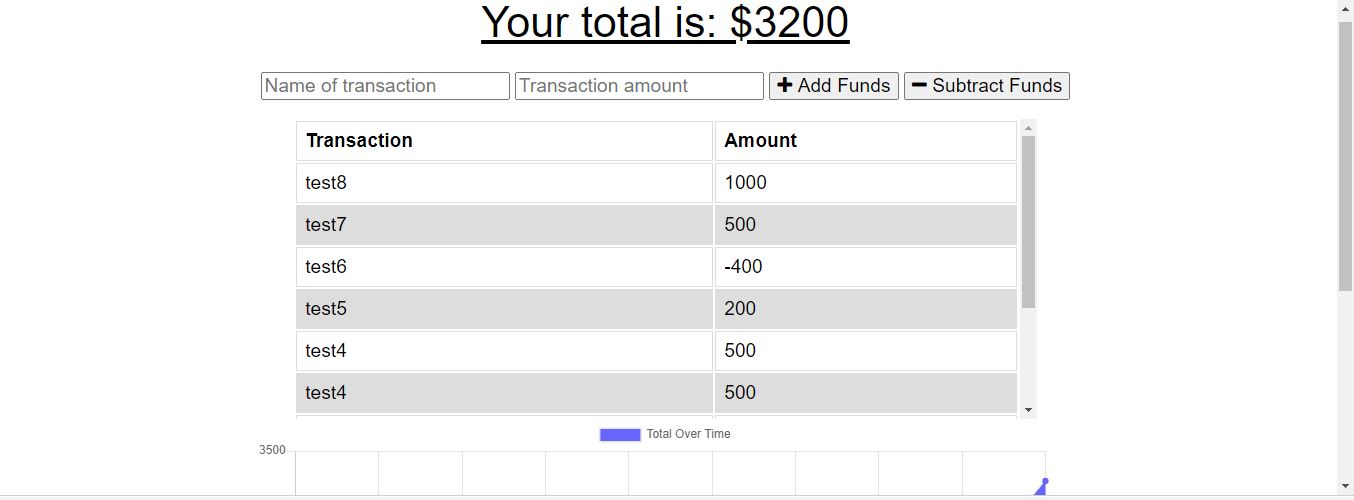 Your total is: $3200
Name of transaction Transaction amount + Add Funds − Subtract Funds
Transaction Amount
test8 1000
test7 500
test6 -400
test5 200
test4 500
test4 500
Total Over Time
3500